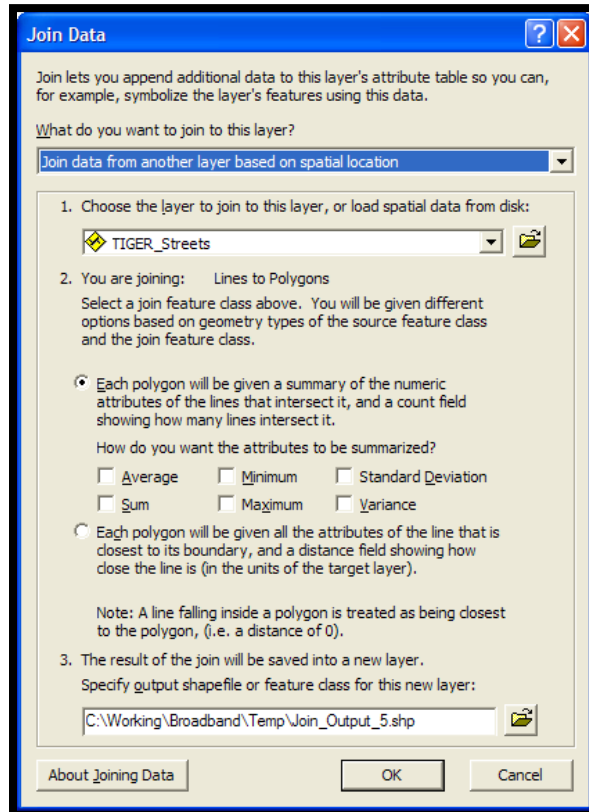 Join Data
Join lets you append additional data to this layer's attribute table so you can,
for example, symbolize the layer's features using this data.
What do you want to join to this layer?
Join data from another layer based on spatial location
1. Choose the layer to join to this layer, or load spatial data from disk:
TIGER_Streets
2. You are joining: Lines to Polygons
Select a join feature class above. You will be given different
options based on geometry types of the source feature class
and the join feature class.
Each polygon will be given a summary of the numeric
attributes of the lines that intersect it, and a count field
showing how many lines intersect it.
How do you want the attributes to be summarized?
Average Minimum Standard Deviation
Sum Maximum Variance
Each polygon will be given all the attributes of the line that is
closest to its boundary, and a distance field showing how
close the line is (in the units of the target layer).
Note: A line falling inside a polygon is treated as being closest
to the polygon, (i.e. a distance of 0).
3. The result of the join will be saved into a new layer.
Specify output shapefile or feature class for this new layer:
C:\Working\Broadband\Temp\Join_Output_5.shp
About Joining Data OK Cancel